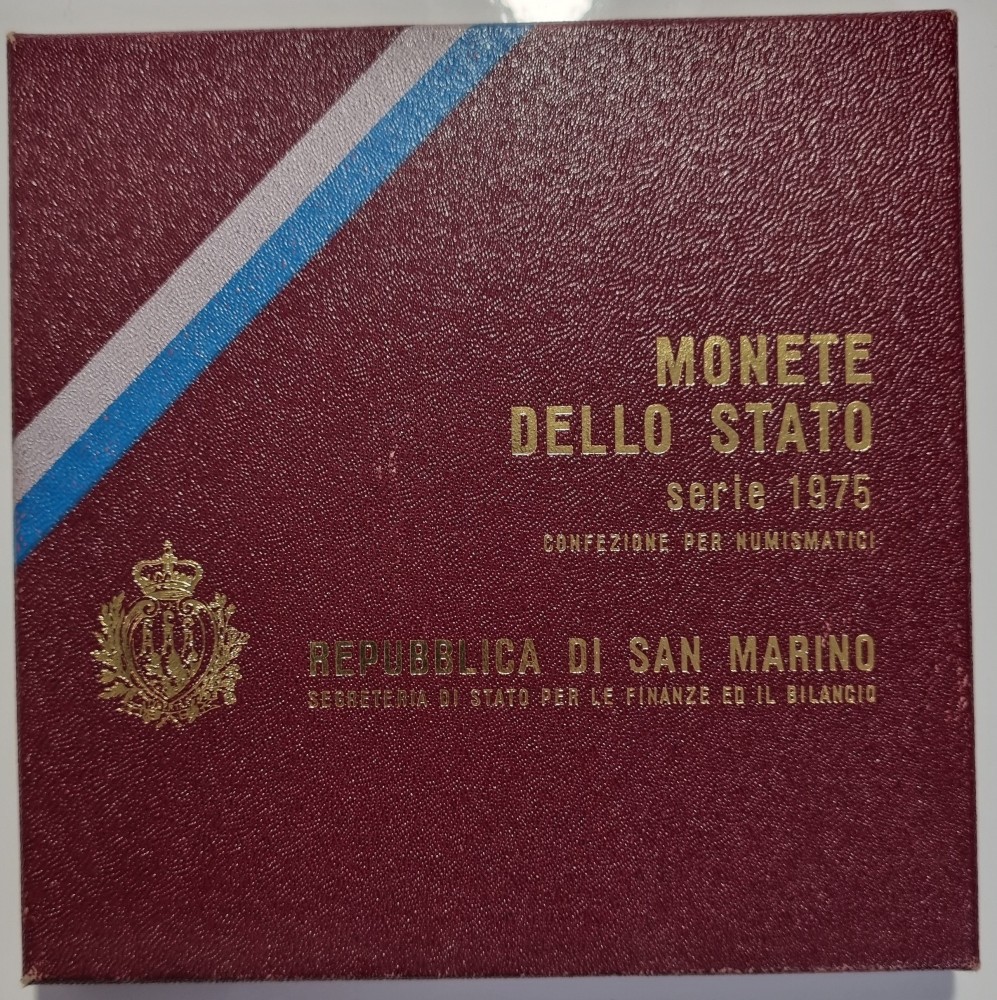 MONETE
DELLO STATO
serie 1975
CONFEZIONE PER NUMISMATICI
REPUBBLICA DI SAN MARINO
SEGRETERIA DI STATO PER LE FINANZE ED IL BILANCIO